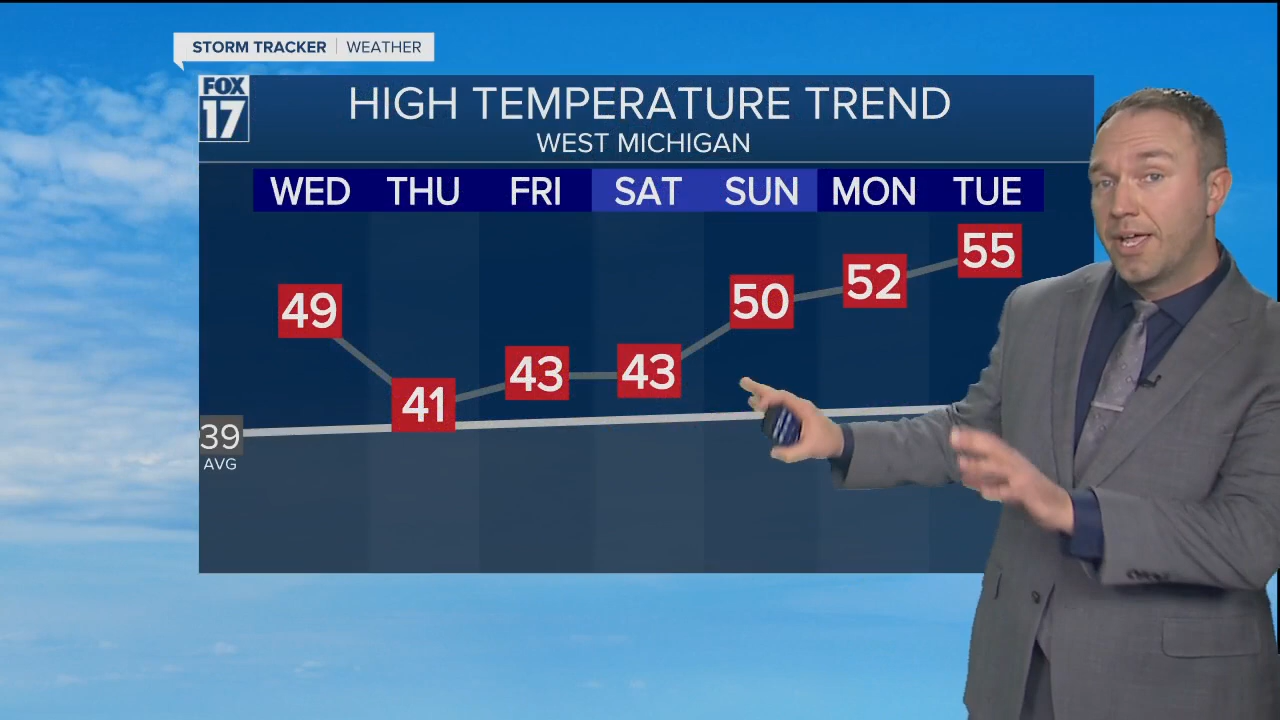 STORM TRACKER | WEATHER
FOX
17
HIGH TEMPERATURE TREND
WEST MICHIGAN
WED THU FRI SAT SUN MON TUE
49 41 43 43 50 52 55
39
AVG